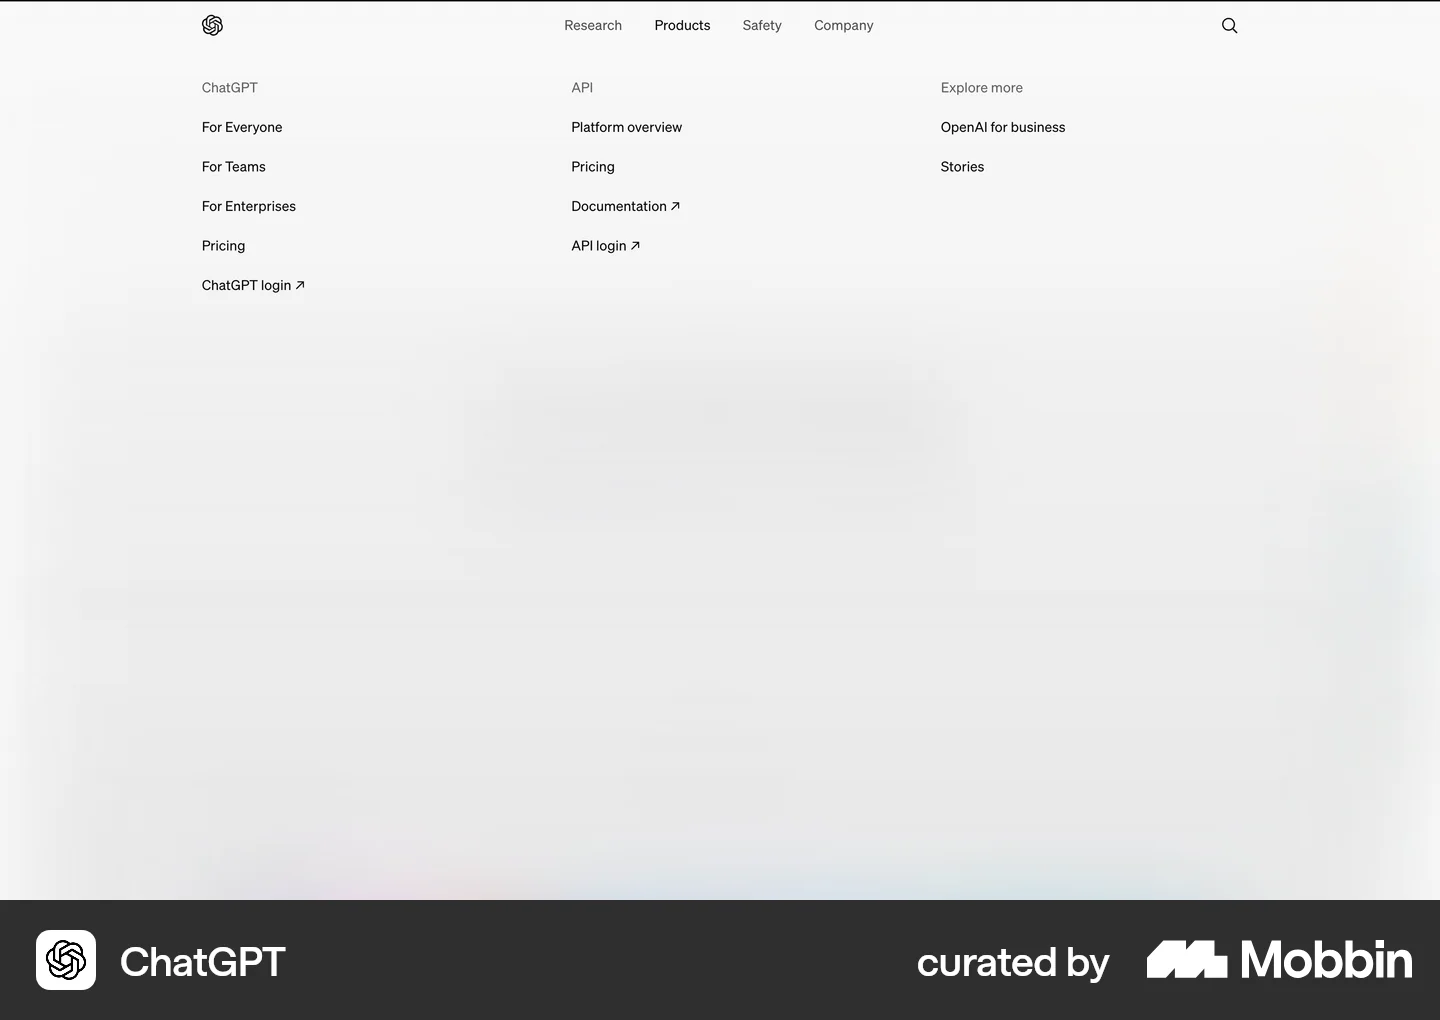 Research Products Safety Company
ChatGPT
For Everyone
For Teams
For Enterprises
Pricing
ChatGPT login ↗
API
Platform overview
Pricing
Documentation ↗
API login ↗
Explore more
OpenAI for business
Stories
ChatGPT
curated by Mobbin